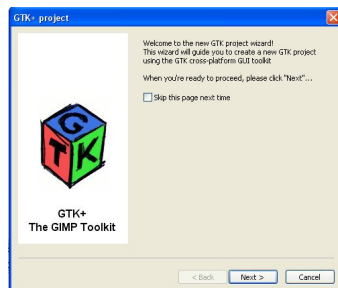 GTK+ project
Welcome to the new GTK project wizard!
This wizard will guide you to create a new GTK project
using the GTK cross-platform GUI toolkit
When you're ready to proceed, please click "Next"...
Skip this page next time
G
T K
GTK+
The GIMP Toolkit
< Back Next > Cancel